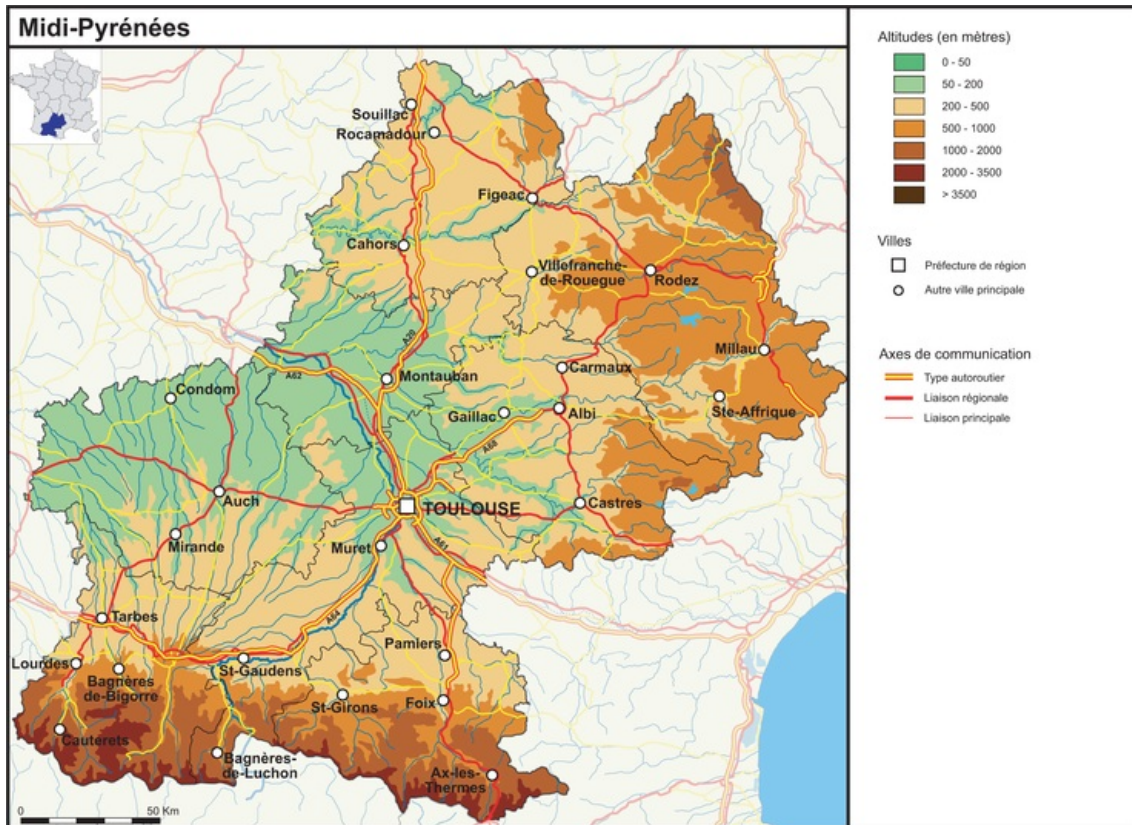 Midi-Pyrénées
Souillac
Rocamadour
Figeac
Cahors
Villefranche-
de-Rouegue
Rodez
A20
Millau
A62
Montauban
Carmaux
Condom
Gaillac
Albi
Ste-Affrique
A68
Auch
TOULOUSE
Castres
Mirande
Muret
A61
A64
Tarbes
Pamiers
Lourdes
Bagnères
de-Bigorre
St-Gaudens
St-Girons
Foix
Cauterets
Bagnères-
de-Luchon
Ax-les-
Thermes
0 50 Km
Altitudes (en mètres)
0 - 50
50 - 200
200 - 500
500 - 1000
1000 - 2000
2000 - 3500
> 3500
Villes
Préfecture de région
Autre ville principale
Axes de communication
Type autoroutier
Liaison régionale
Liaison principale